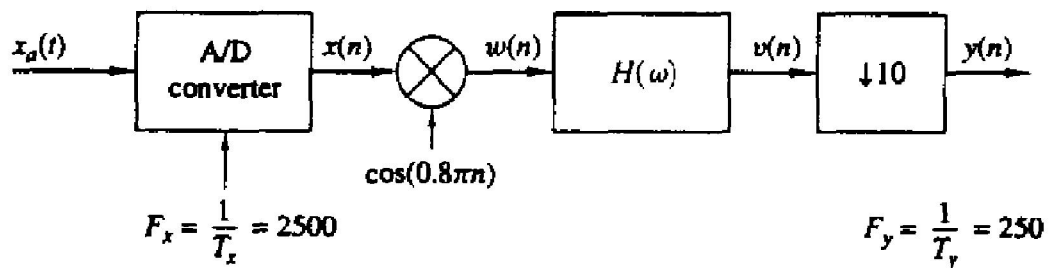 x_a(t)
A/D converter
x(n)
w(n)
H(ω)
v(n)
↓10
y(n)
cos(0.8πn)
F_x = 1/T_x = 2500
F_y = 1/T_y = 250